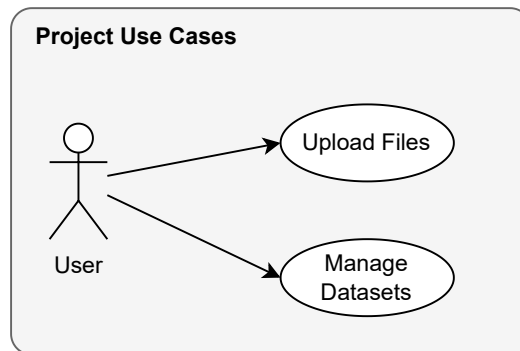 Project Use Cases
Upload Files
User
Manage
Datasets